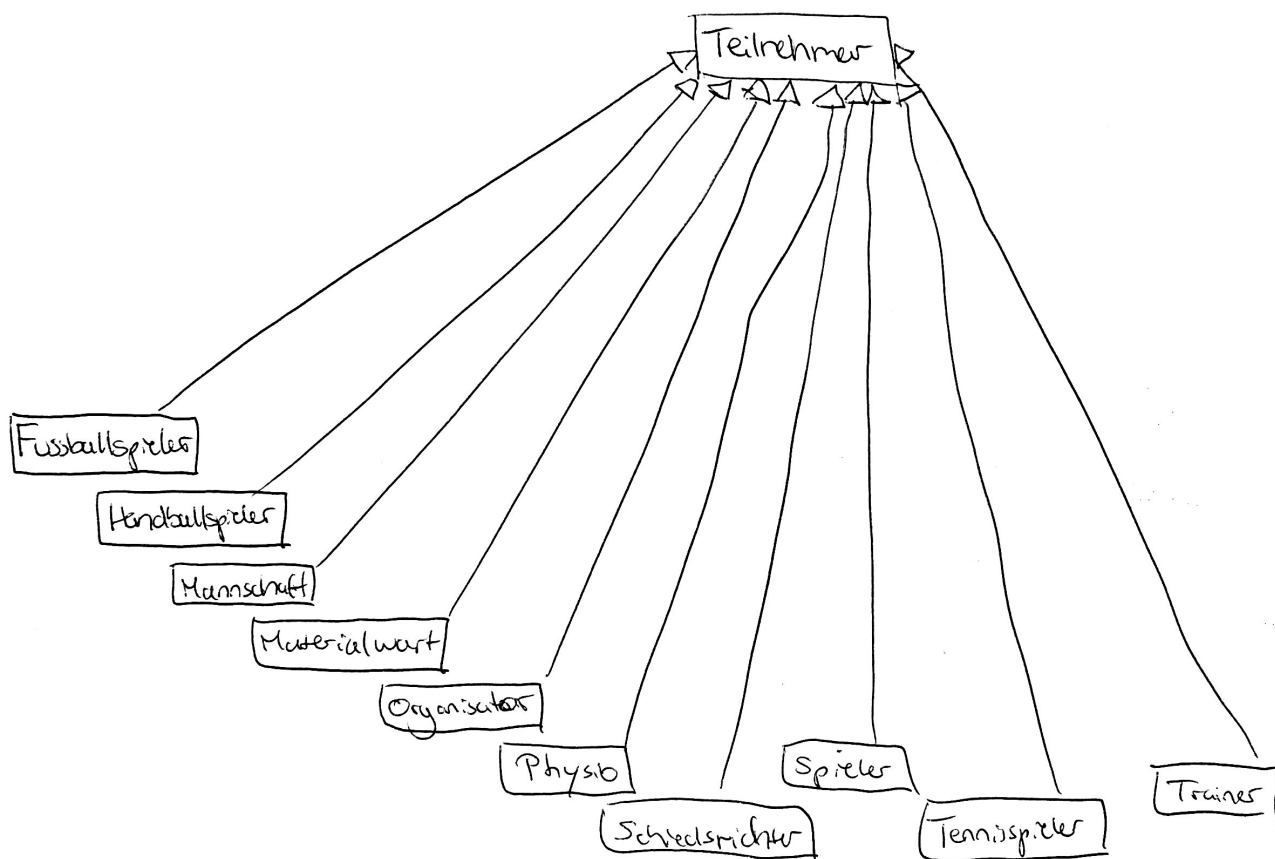 Teilnehmer
Fussballspieler
Handballspieler
Mannschaft
Materialwart
Organisator
Physio
Spieler
Schiedsrichter
Tennisspieler
Trainer